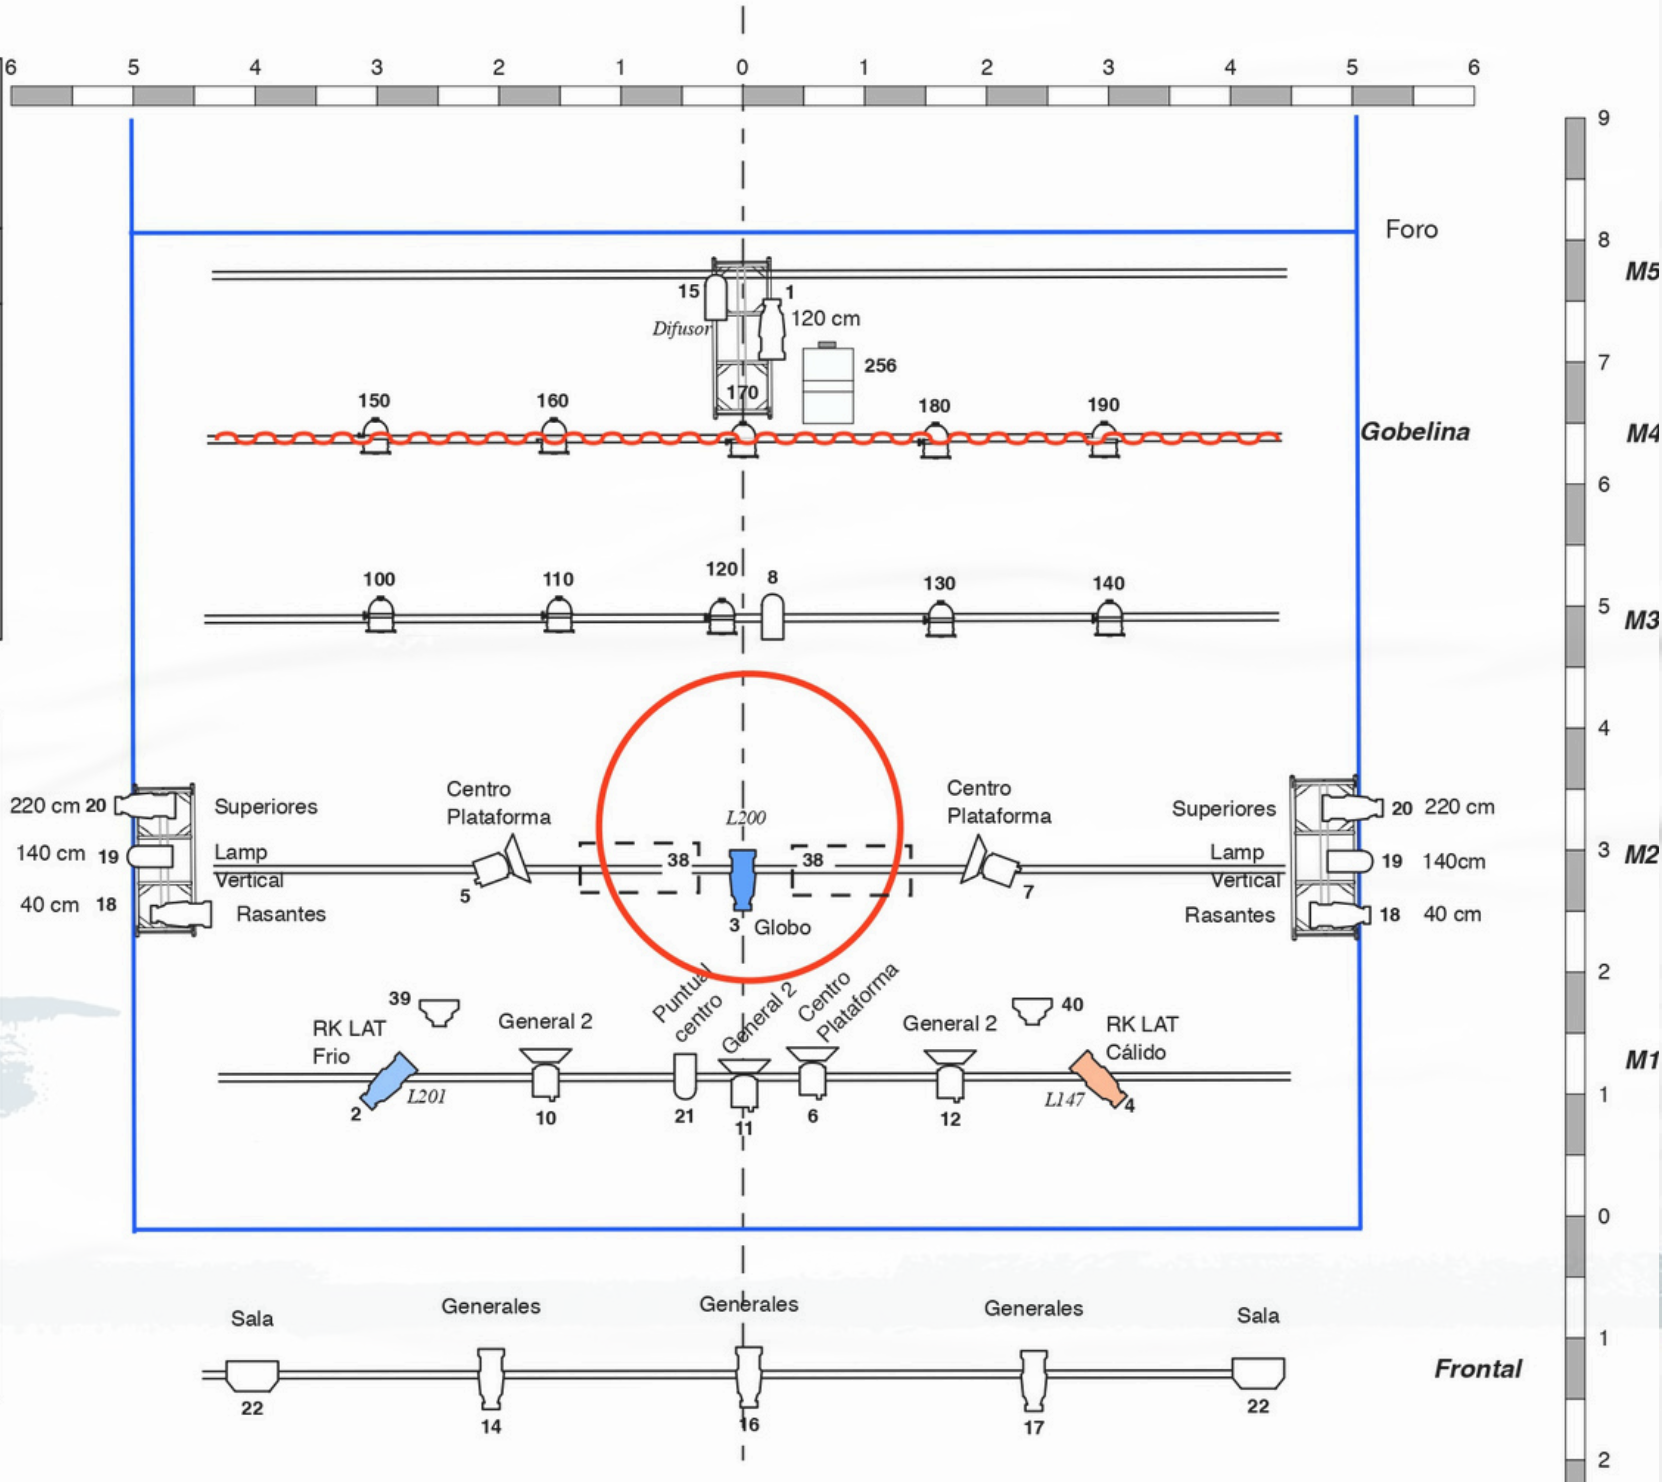 6 5 4 3 2 1 0 1 2 3 4 5 6
9
Foro
8
M5
15
1
Difusor
120 cm
256
7
170
150
160
180
190
Gobelina
M4
6
100
110
120
8
130
140
5
M3
4
Centro
Plataforma
Centro
Plataforma
220 cm 20
Superiores
L200
Superiores
20 220 cm
140 cm 19
Lamp
Vertical
38
38
Lamp
Vertical
19 140cm
3
M2
5
7
40 cm 18
Rasantes
3
Globo
Rasantes
18 40 cm
2
39
40
RK LAT
Frio
General 2
Puntual
centro
General 2
Centro
Plataforma
General 2
RK LAT
Cálido
M1
2
L201
10
21
11
6
12
L147
4
1
0
Sala
Generales
Generales
Generales
Sala
1
Frontal
22
14
16
17
22
2